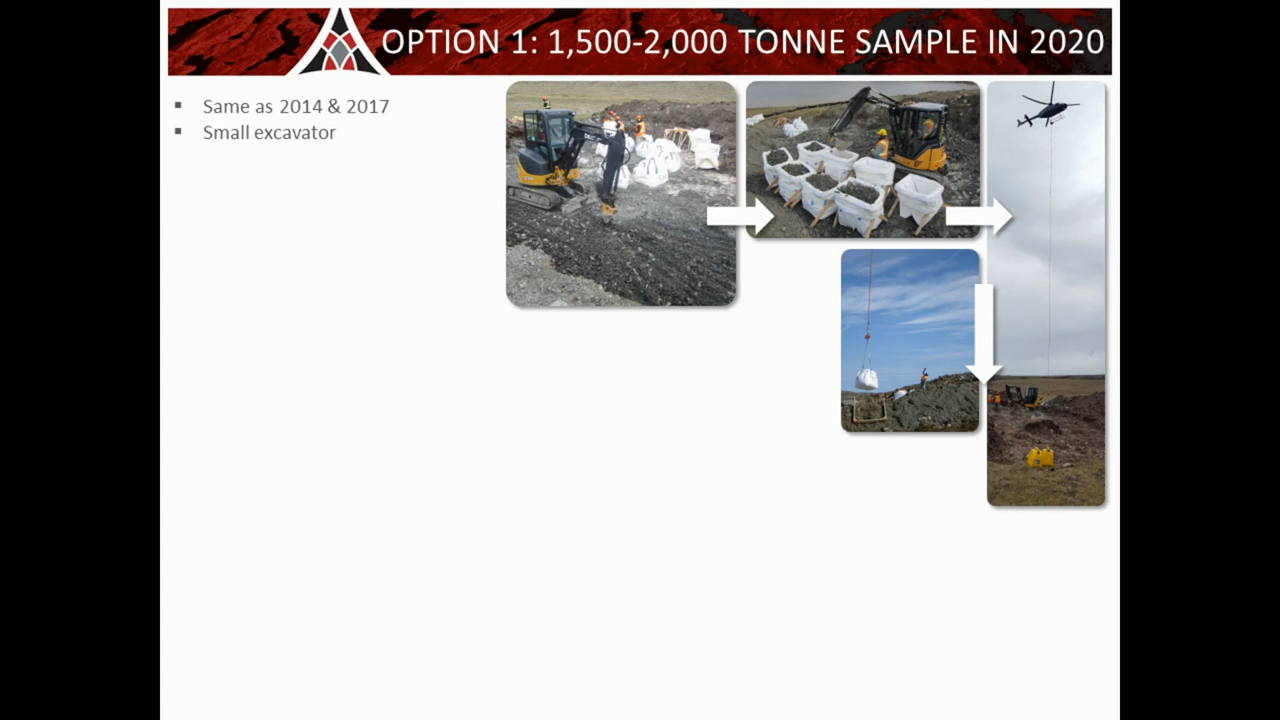 OPTION 1: 1,500-2,000 TONNE SAMPLE IN 2020
▪ Same as 2014 & 2017
▪ Small excavator